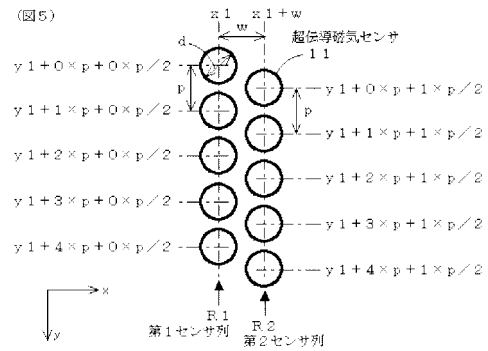 (図5)
x1
x1+w
w
d
超伝導磁気センサ
11
y1+0×p+0×p/2
p
y1+0×p+1×p/2
y1+1×p+0×p/2
p
y1+1×p+1×p/2
y1+2×p+0×p/2
y1+2×p+1×p/2
y1+3×p+0×p/2
y1+3×p+1×p/2
y1+4×p+0×p/2
y1+4×p+1×p/2
x
y
R1
第1センサ列
R2
第2センサ列